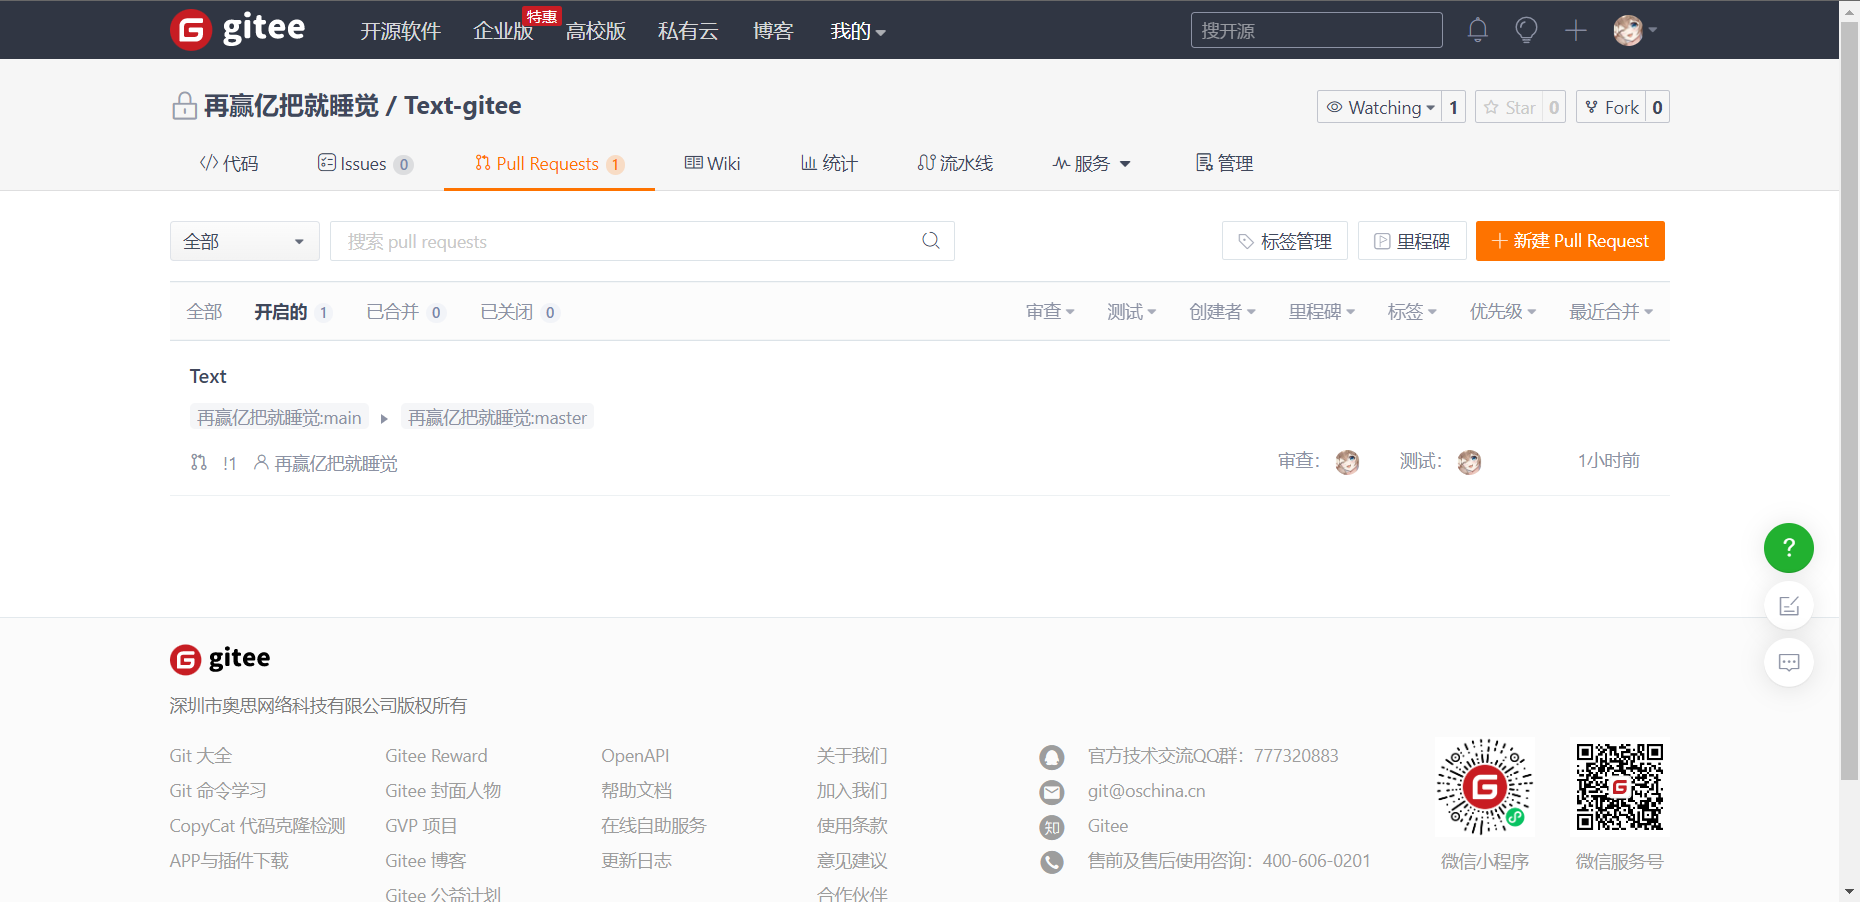 gitee 开源软件 企业版 特惠 高校版 私有云 博客 我的 搜开源
再赢亿把就睡觉 / Text-gitee Watching 1 Star 0 Fork 0
代码 Issues 0 Pull Requests 1 Wiki 统计 流水线 服务 管理
全部 搜索 pull requests 标签管理 里程碑 新建 Pull Request
全部 开启的 1 已合并 0 已关闭 0 审查 测试 创建者 里程碑 标签 优先级 最近合并
Text
再赢亿把就睡觉:main 再赢亿把就睡觉:master
!1 再赢亿把就睡觉 审查： 测试： 1小时前
?
gitee
深圳市奥思网络科技有限公司版权所有
Git 大全 Gitee Reward OpenAPI 关于我们 官方技术交流QQ群：777320883
Git 命令学习 Gitee 封面人物 帮助文档 加入我们 git@oschina.cn
CopyCat 代码克隆检测 GVP 项目 在线自助服务 使用条款 知 Gitee
APP与插件下载 Gitee 博客 更新日志 意见建议 售前及售后使用咨询：400-606-0201 微信小程序 微信服务号
Gitee 公益计划 合作伙伴